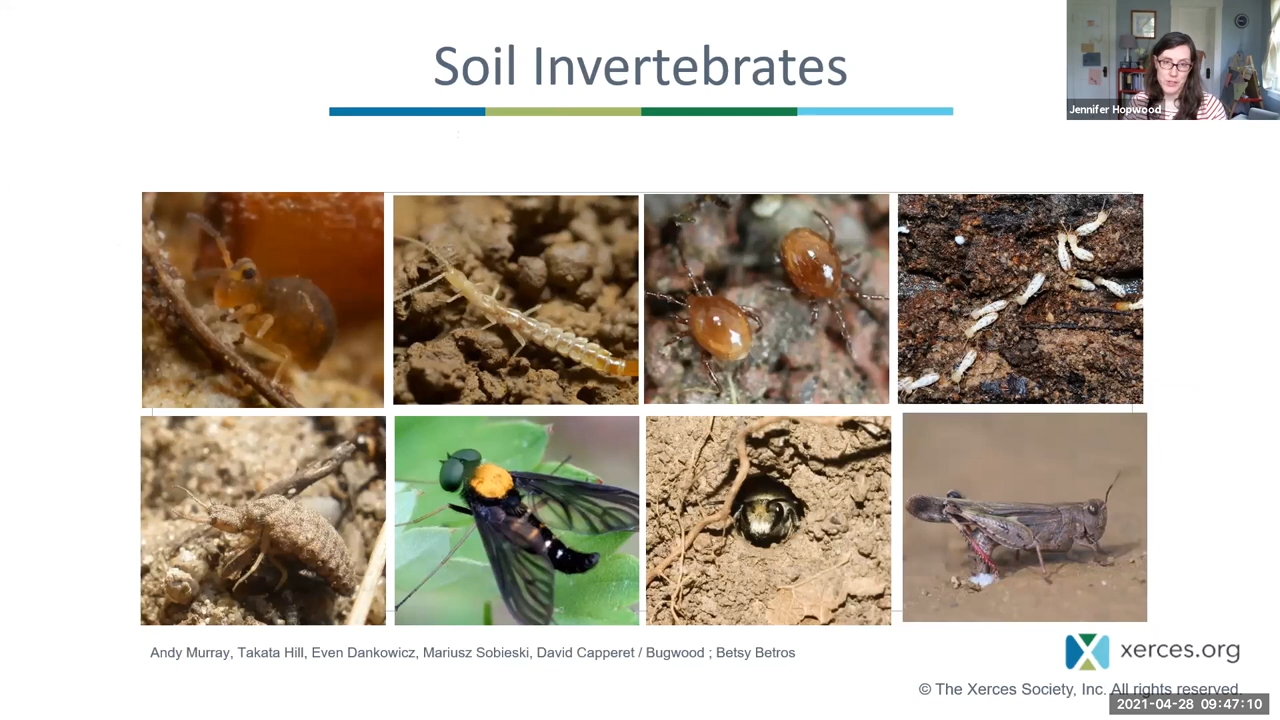 Soil Invertebrates
Jennifer Hopwood
Andy Murray, Takata Hill, Even Dankowicz, Mariusz Sobieski, David Capperet / Bugwood ; Betsy Betros
xerces.org
© The Xerces Society, Inc. All rights reserved.
2021-04-28 09:47:10